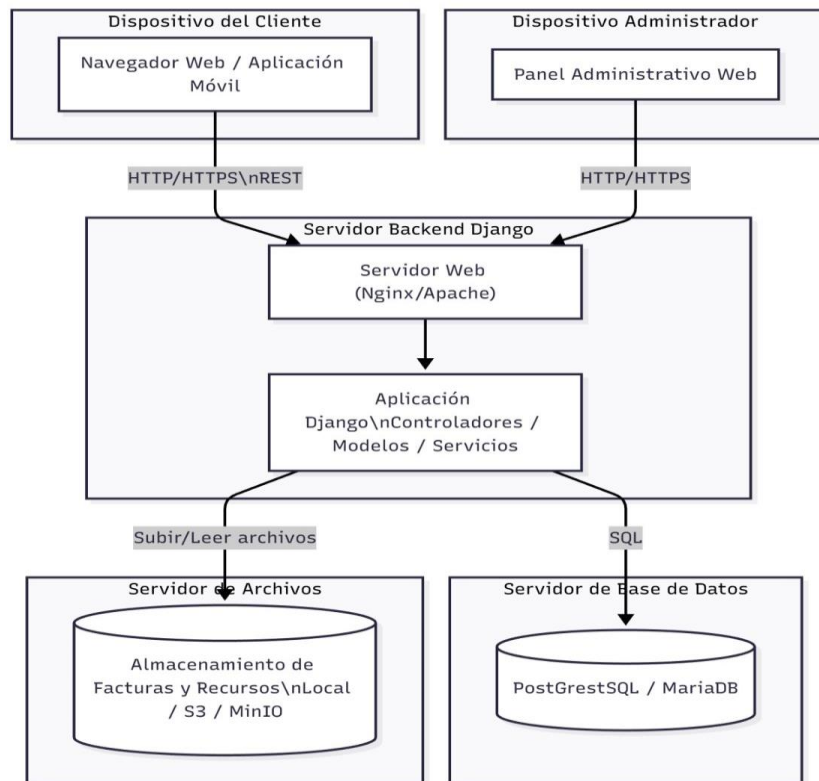 Dispositivo del Cliente
Dispositivo Administrador
Navegador Web / Aplicación
Móvil
Panel Administrativo Web
HTTP/HTTPS\nREST
HTTP/HTTPS
Servidor Backend Django
Servidor Web
(Nginx/Apache)
Aplicación
Django\nControladores /
Modelos / Servicios
Subir/Leer archivos
SQL
Servidor de Archivos
Servidor de Base de Datos
Almacenamiento de
Facturas y Recursos\nLocal
/ S3 / MinIO
PostGrestSQL / MariaDB